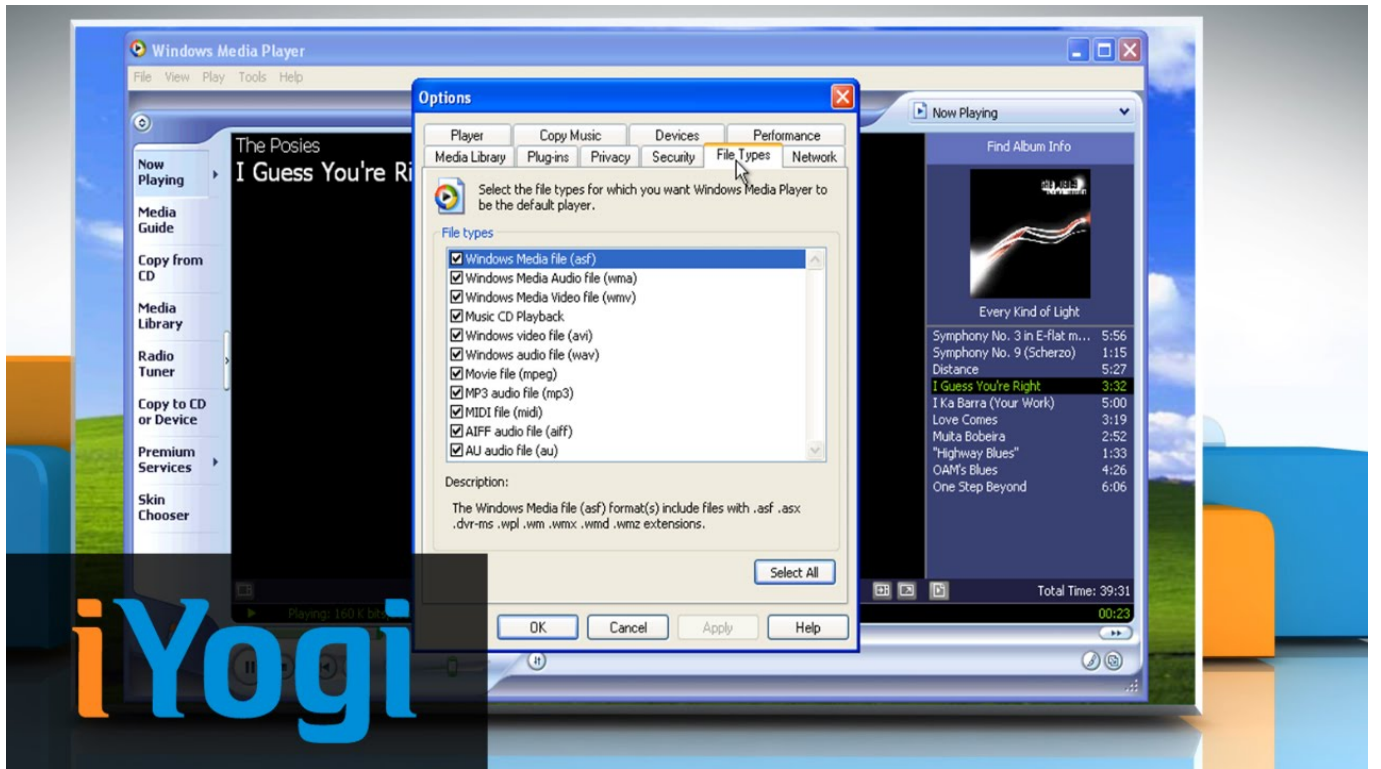 Windows Media Player
File View Play Tools Help
Now Playing
Media Guide
Copy from CD
Media Library
Radio Tuner
Copy to CD or Device
Premium Services
Skin Chooser
The Posies
I Guess You're Ri
Options
Player Copy Music Devices Performance
Media Library Plug-ins Privacy Security File Types Network
Select the file types for which you want Windows Media Player to
be the default player.
File types
Windows Media file (asf)
Windows Media Audio file (wma)
Windows Media Video file (wmv)
Music CD Playback
Windows video file (avi)
Windows audio file (wav)
Movie file (mpeg)
MP3 audio file (mp3)
MIDI file (midi)
AIFF audio file (aiff)
AU audio file (au)
Description:
The Windows Media file (asf) format(s) include files with .asf .asx
.dvr-ms .wpl .wm .wmx .wmd .wmz extensions.
Select All
OK Cancel Apply Help
Now Playing
Find Album Info
Every Kind of Light
Symphony No. 3 in E-flat m... 5:56
Symphony No. 9 (Scherzo) 1:15
Distance 5:27
I Guess You're Right 3:32
I Ka Barra (Your Work) 5:00
Love Comes 3:19
Muita Bobeira 2:52
"Highway Blues" 1:33
OAM's Blues 4:26
One Step Beyond 6:06
Total Time: 39:31
Playing: 160 K bits
00:23
iYogi